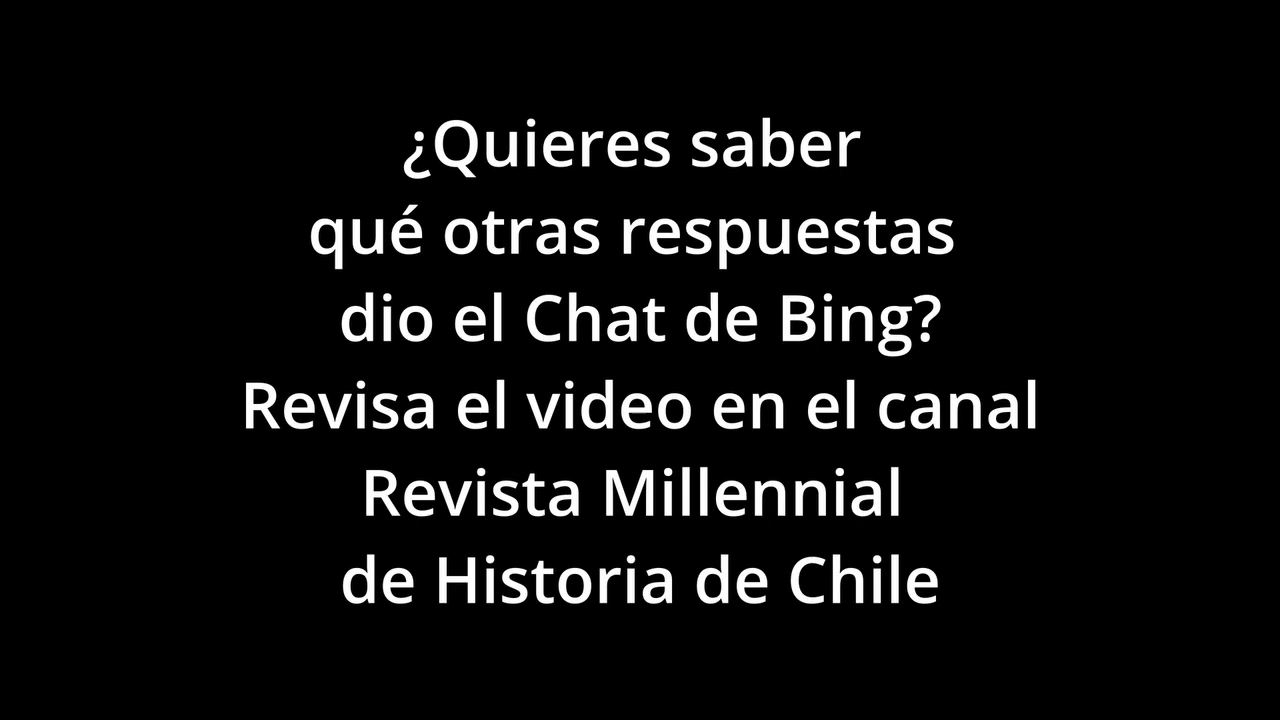 ¿Quieres saber
qué otras respuestas
dio el Chat de Bing?
Revisa el video en el canal
Revista Millennial
de Historia de Chile